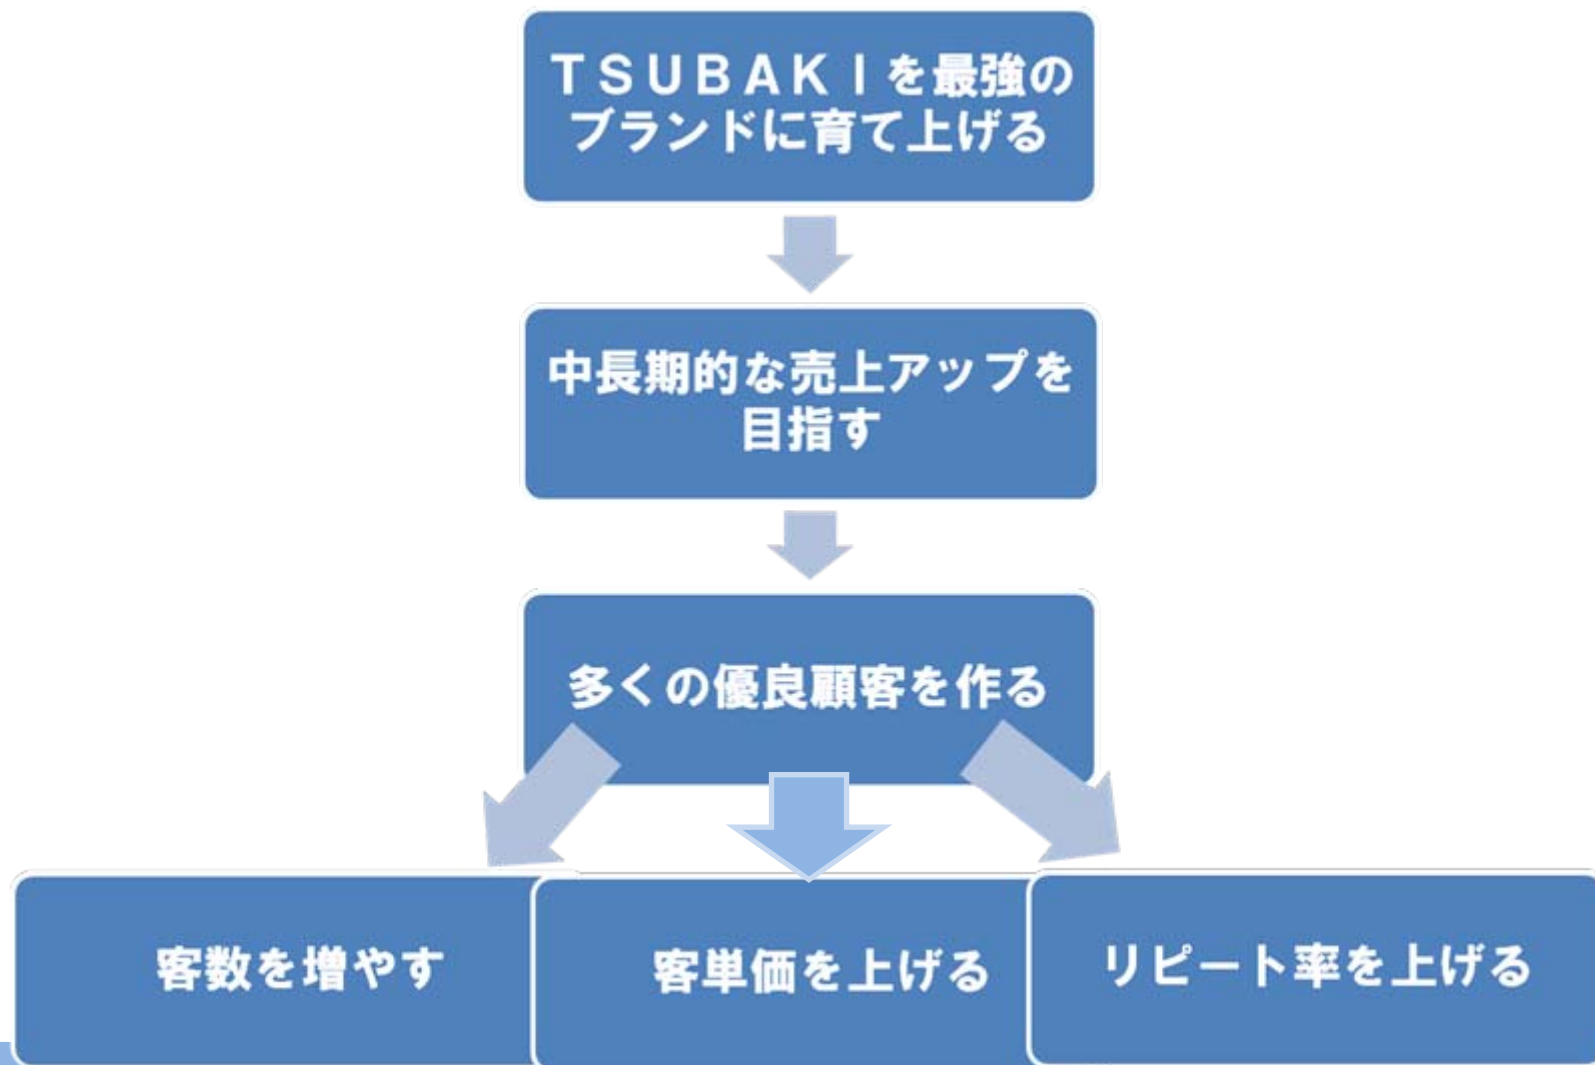 ＴＳＵＢＡＫＩを最強の
ブランドに育て上げる
中長期的な売上アップを
目指す
多くの優良顧客を作る
客数を増やす
客単価を上げる
リピート率を上げる